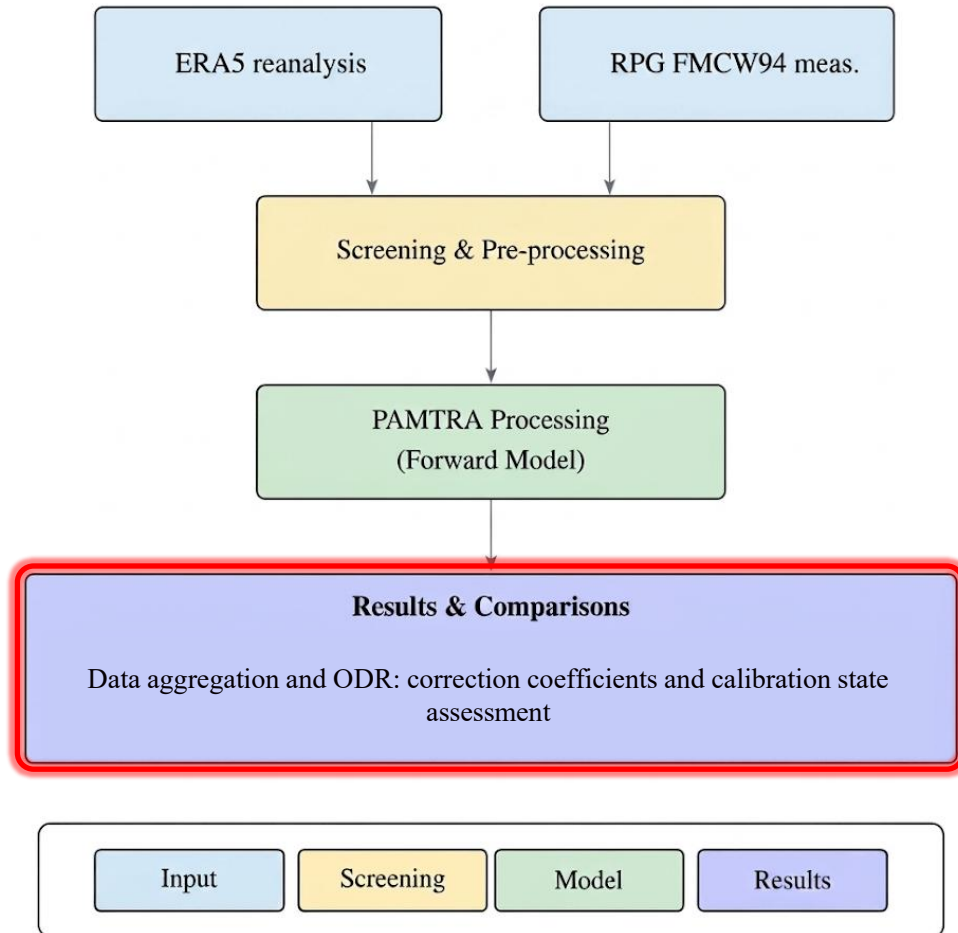 ERA5 reanalysis
RPG FMCW94 meas.
Screening & Pre-processing
PAMTRA Processing
(Forward Model)
Results & Comparisons
Data aggregation and ODR: correction coefficients and calibration state
assessment
Input
Screening
Model
Results